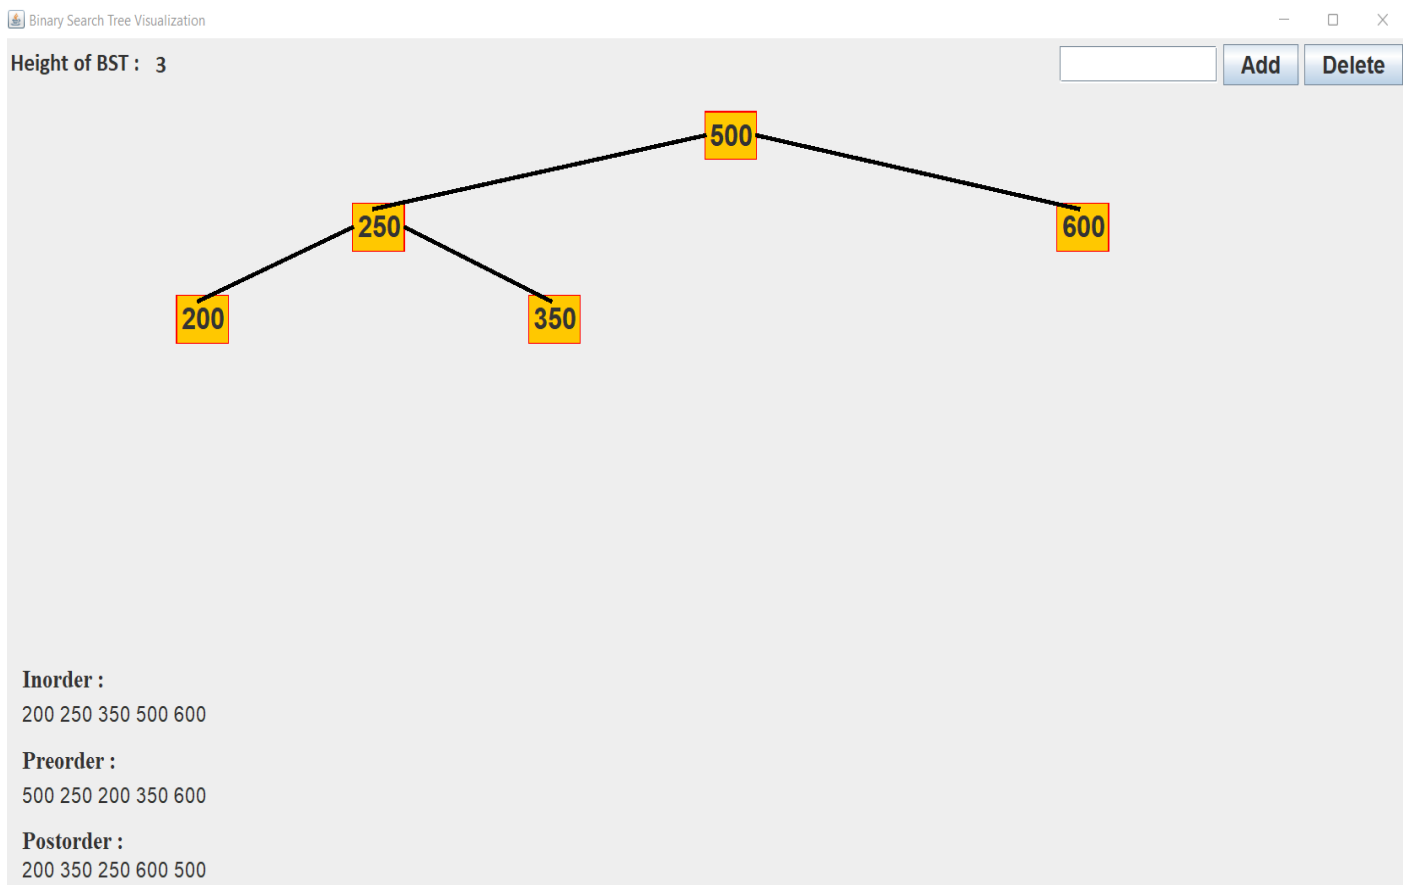 Binary Search Tree Visualization
Height of BST : 3
Add Delete
500
250 600
200 350
Inorder :
200 250 350 500 600
Preorder :
500 250 200 350 600
Postorder :
200 350 250 600 500